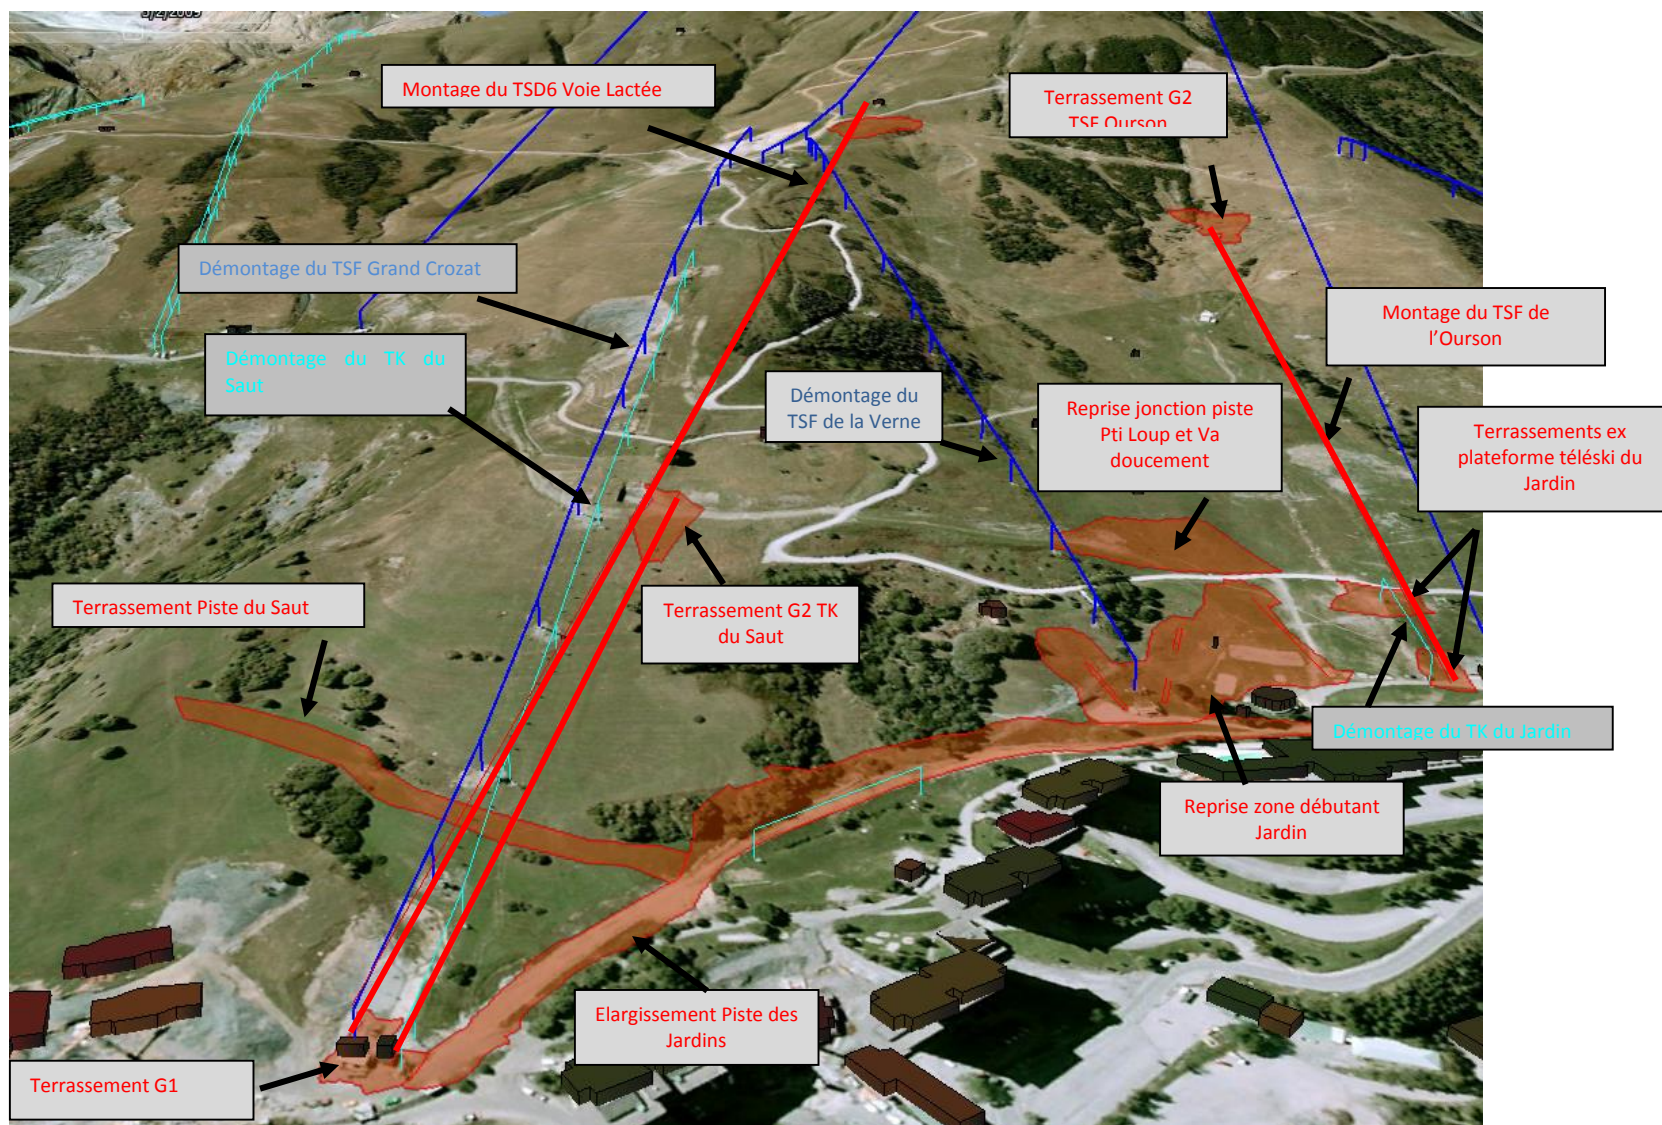 3/2/2009
Montage du TSD6 Voie Lactée
Terrassement G2
TSF Ourson
Démontage du TSF Grand Crozat
Montage du TSF de
l’Ourson
Démontage du TK du
Saut
Démontage du
TSF de la Verne
Reprise jonction piste
Pti Loup et Va
doucement
Terrassements ex
plateforme téléski du
Jardin
Terrassement Piste du Saut
Terrassement G2 TK
du Saut
Démontage du TK du Jardin
Reprise zone débutant
Jardin
Elargissement Piste des
Jardins
Terrassement G1